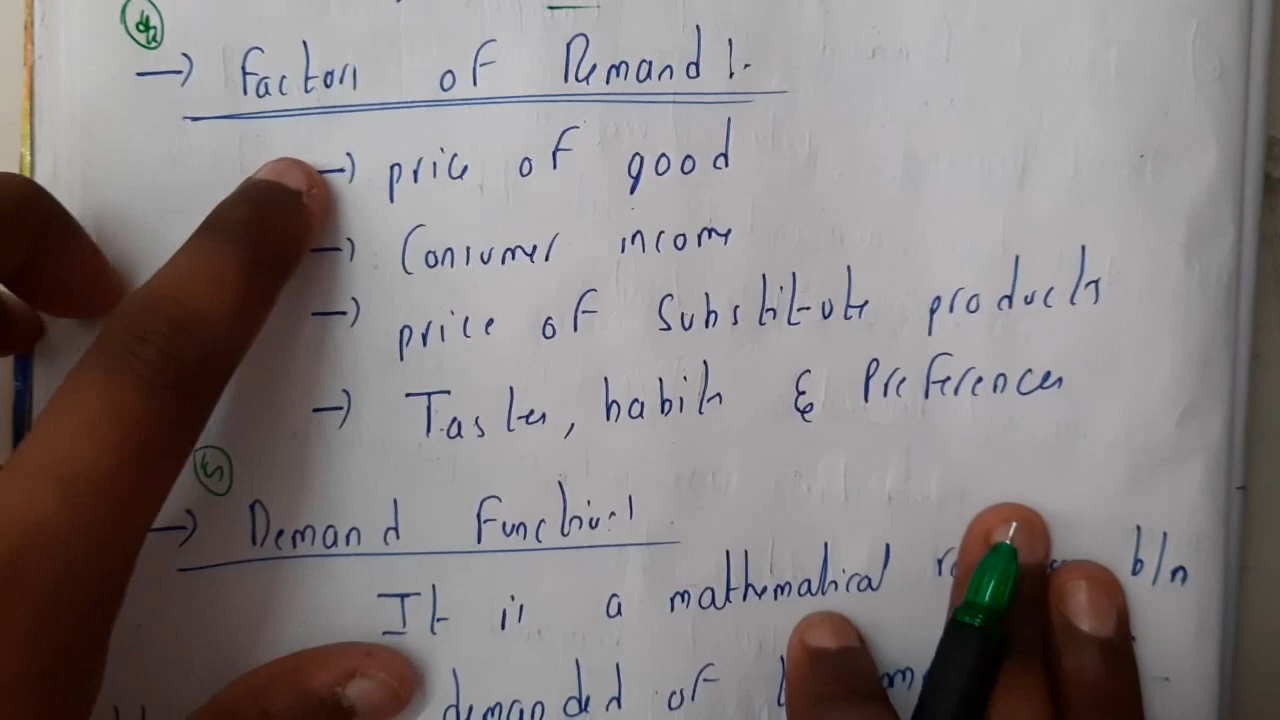 4
→ Factors of Demand :-
→ price of good
→ Consumer income
→ price of Substitute products
→ Tastes, habits & Preferences
5
→ Demand Function:
It is a mathematical b/n
demanded of